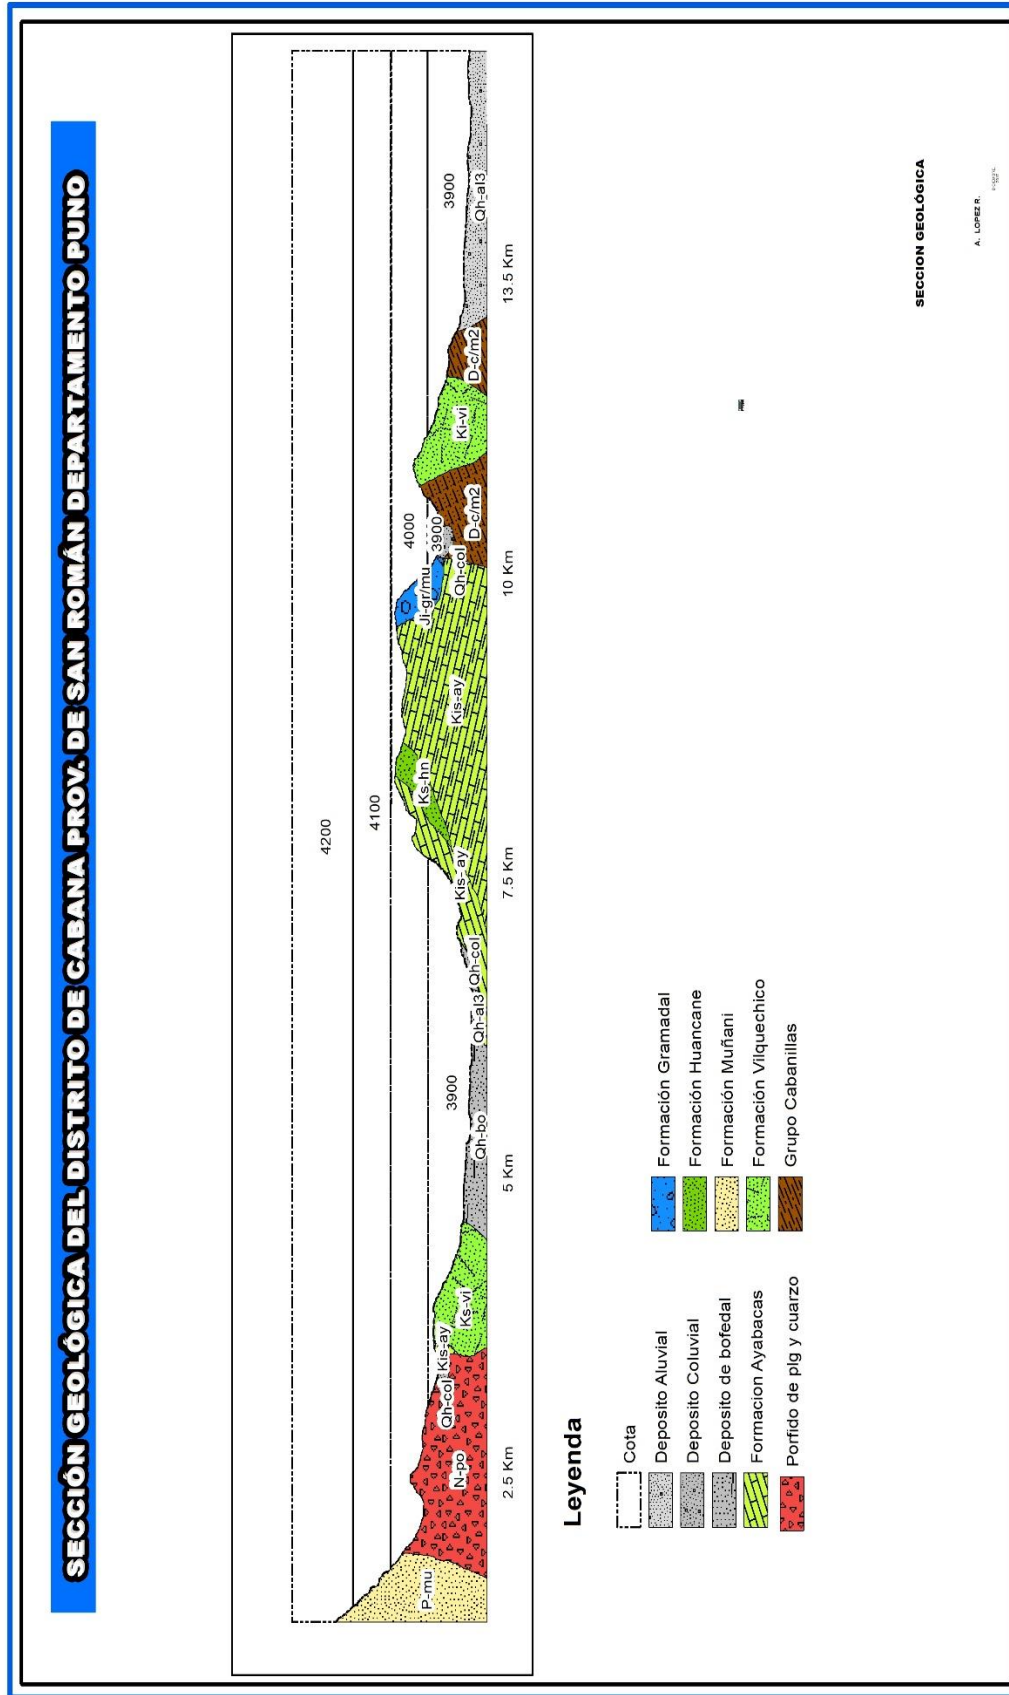 SECCIÓN GEOLÓGICA DEL DISTRITO DE CABANA PROV. DE SAN ROMÁN DEPARTAMENTO PUNO
4200
4100
4000
3900
3900
3900
P-mu
N-po
Qh-col
Kis-ay
Ks-vi
Qh-bo
Qh-al3
Qh-col
Kis-ay
Ks-hn
Kis-ay
Ji-gr/mu
Qh-col
D-c/m2
Ki-vi
D-c/m2
Qh-al3
2.5 Km
5 Km
7.5 Km
10 Km
13.5 Km
Leyenda
Cota
Deposito Aluvial
Deposito Coluvial
Deposito de bofedal
Formacion Ayabacas
Porfido de plg y cuarzo
Formación Gramadal
Formación Huancane
Formación Muñani
Formación Vilquechico
Grupo Cabanillas
SECCION GEOLÓGICA
A. LOPEZ R.